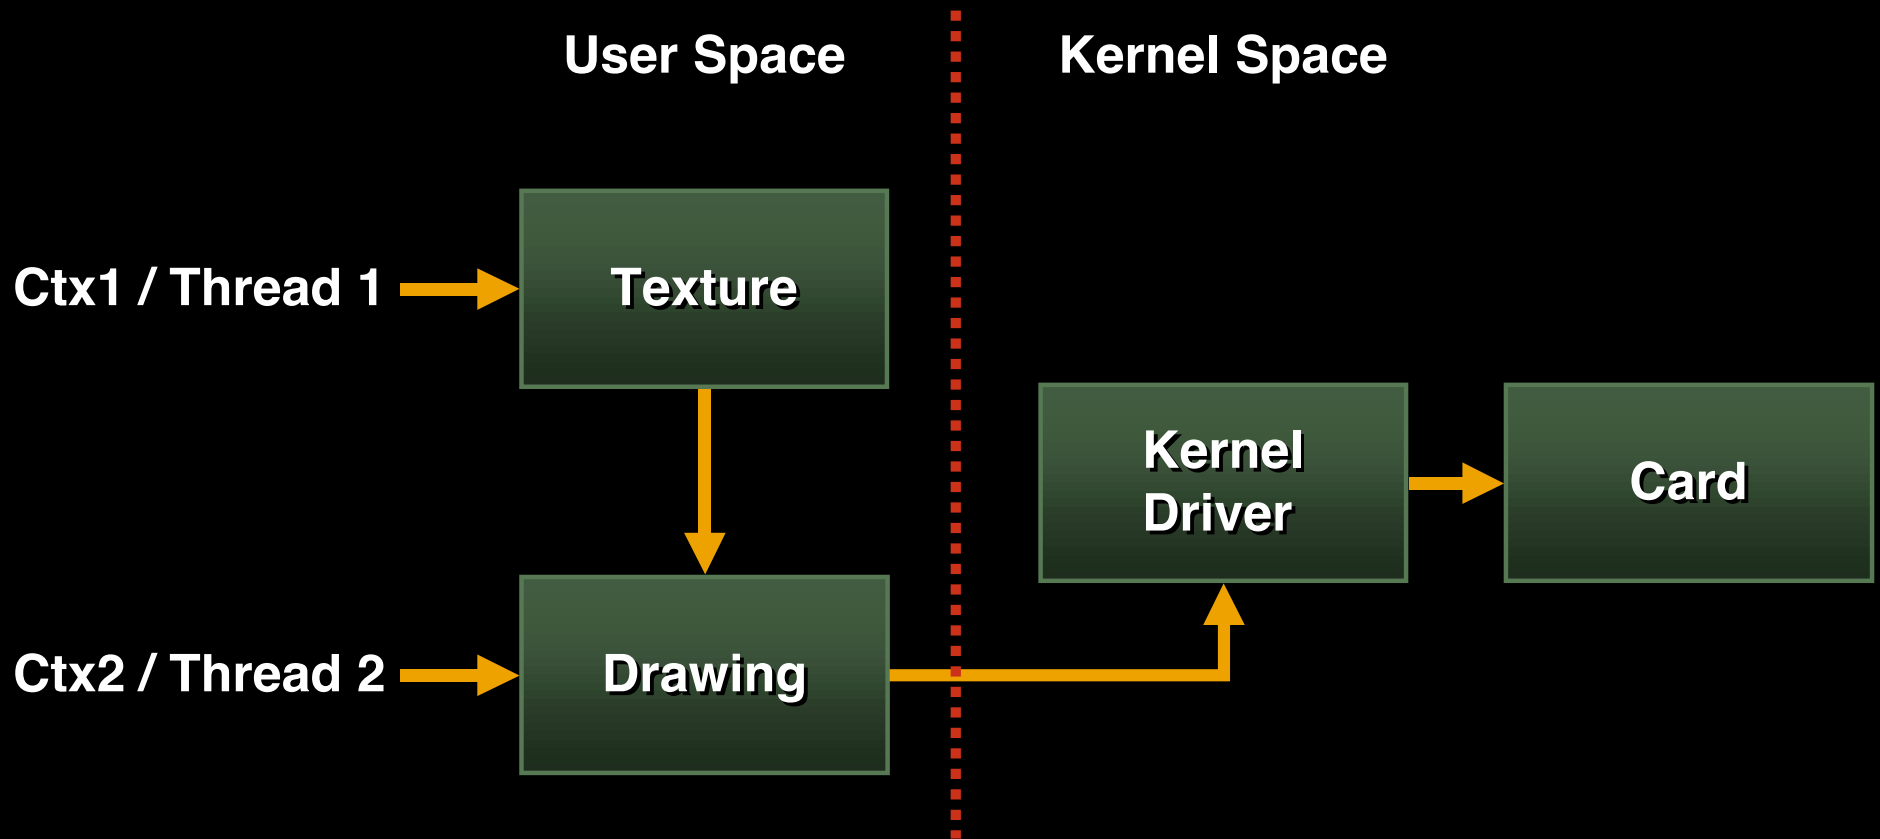 User Space
Kernel Space
Ctx1 / Thread 1
Texture
Kernel
Driver
Card
Ctx2 / Thread 2
Drawing